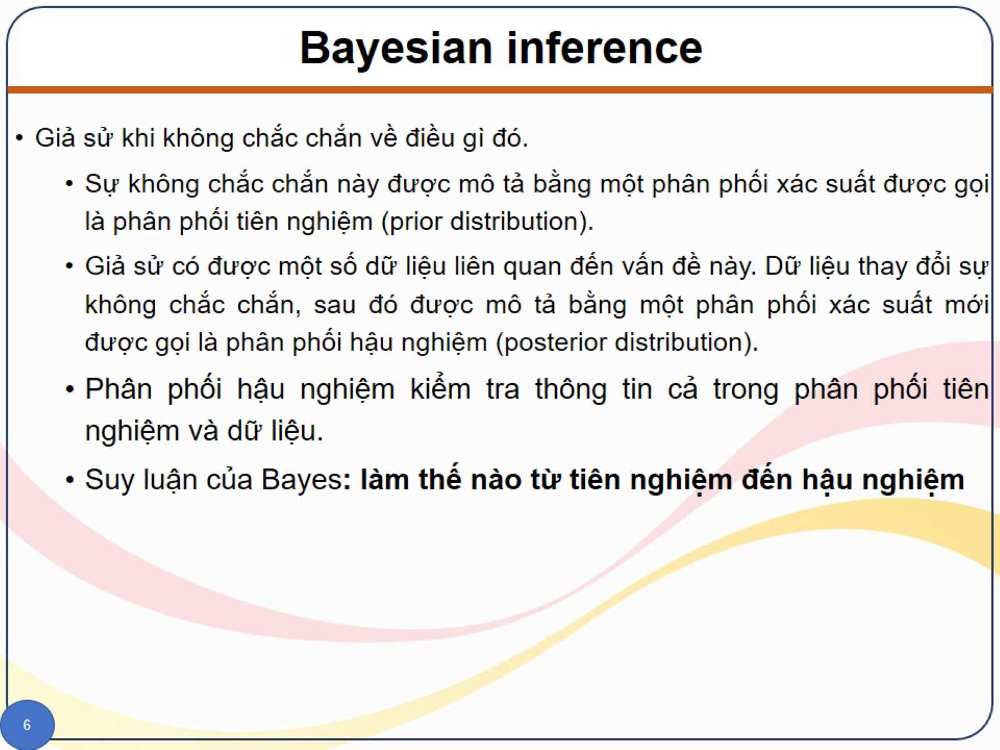 Bayesian inference
• Giả sử khi không chắc chắn về điều gì đó.
• Sự không chắc chắn này được mô tả bằng một phân phối xác suất được gọi
là phân phối tiên nghiệm (prior distribution).
• Giả sử có được một số dữ liệu liên quan đến vấn đề này. Dữ liệu thay đổi sự
không chắc chắn, sau đó được mô tả bằng một phân phối xác suất mới
được gọi là phân phối hậu nghiệm (posterior distribution).
• Phân phối hậu nghiệm kiểm tra thông tin cả trong phân phối tiên
nghiệm và dữ liệu.
• Suy luận của Bayes: làm thế nào từ tiên nghiệm đến hậu nghiệm
6